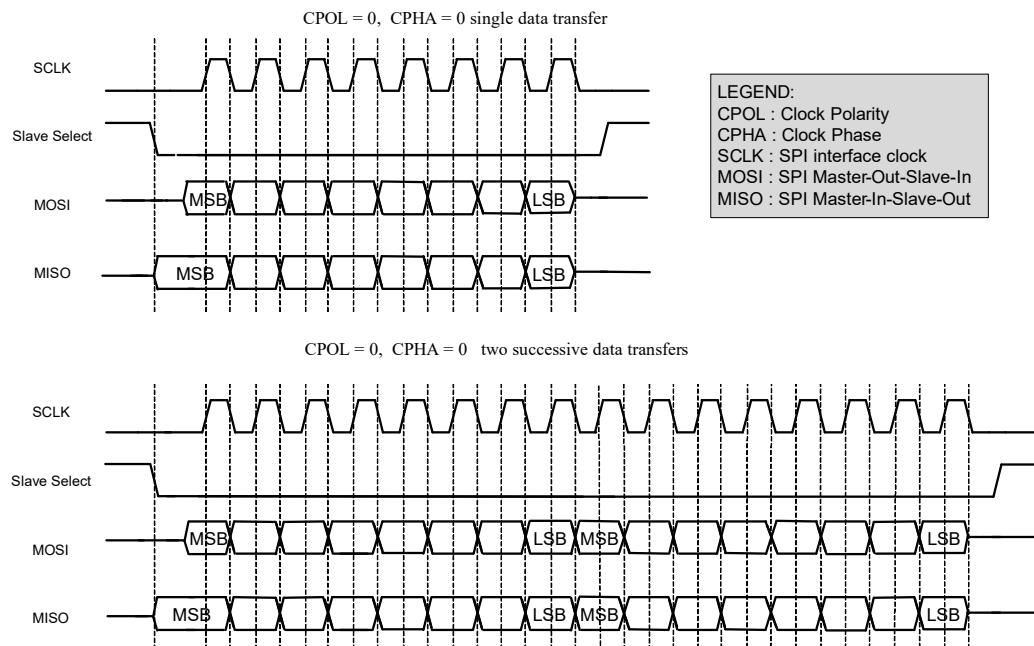 CPOL = 0, CPHA = 0 single data transfer
SCLK
Slave Select
MOSI
MSB
LSB
MISO
MSB
LSB
LEGEND:
CPOL : Clock Polarity
CPHA : Clock Phase
SCLK : SPI interface clock
MOSI : SPI Master-Out-Slave-In
MISO : SPI Master-In-Slave-Out
CPOL = 0, CPHA = 0 two successive data transfers
SCLK
Slave Select
MOSI
MSB
LSB
MSB
LSB
MISO
MSB
LSB
MSB
LSB